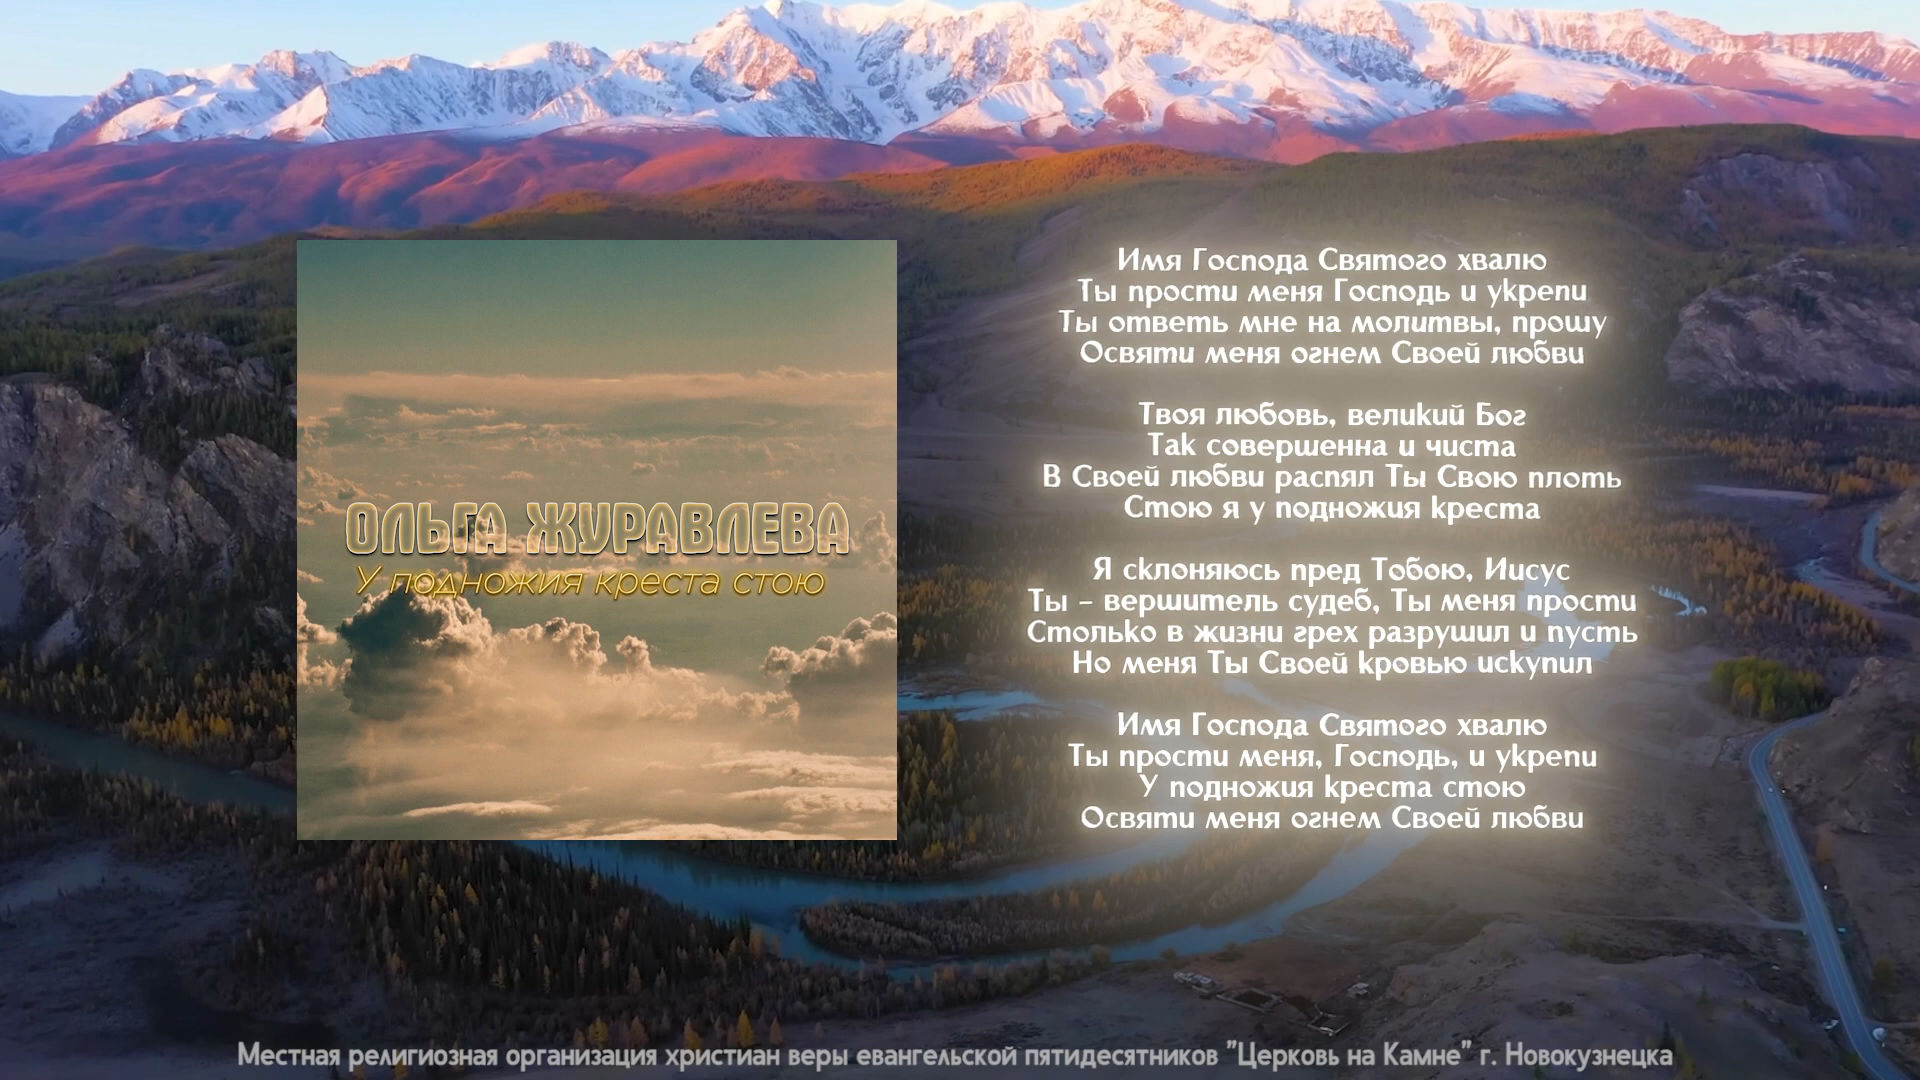 ОЛЬГА ЖУРАВЛЕВА
У подножия креста стою
Имя Господа Святого хвалю
Ты прости меня Господь и укрепи
Ты ответь мне на молитвы, прошу
Освяти меня огнем Своей любви
Твоя любовь, великий Бог
Так совершенна и чиста
В Своей любви распял Ты Свою плоть
Стою я у подножия креста
Я склоняюсь пред Тобою, Иисус
Ты - вершитель судеб, Ты меня прости
Столько в жизни грех разрушил и пусть
Но меня Ты Своей кровью искупил
Имя Господа Святого хвалю
Ты прости меня, Господь, и укрепи
У подножия креста стою
Освяти меня огнем Своей любви
Местная религиозная организация христиан веры евангельской пятидесятников "Церковь на Камне" г. Новокузнецка